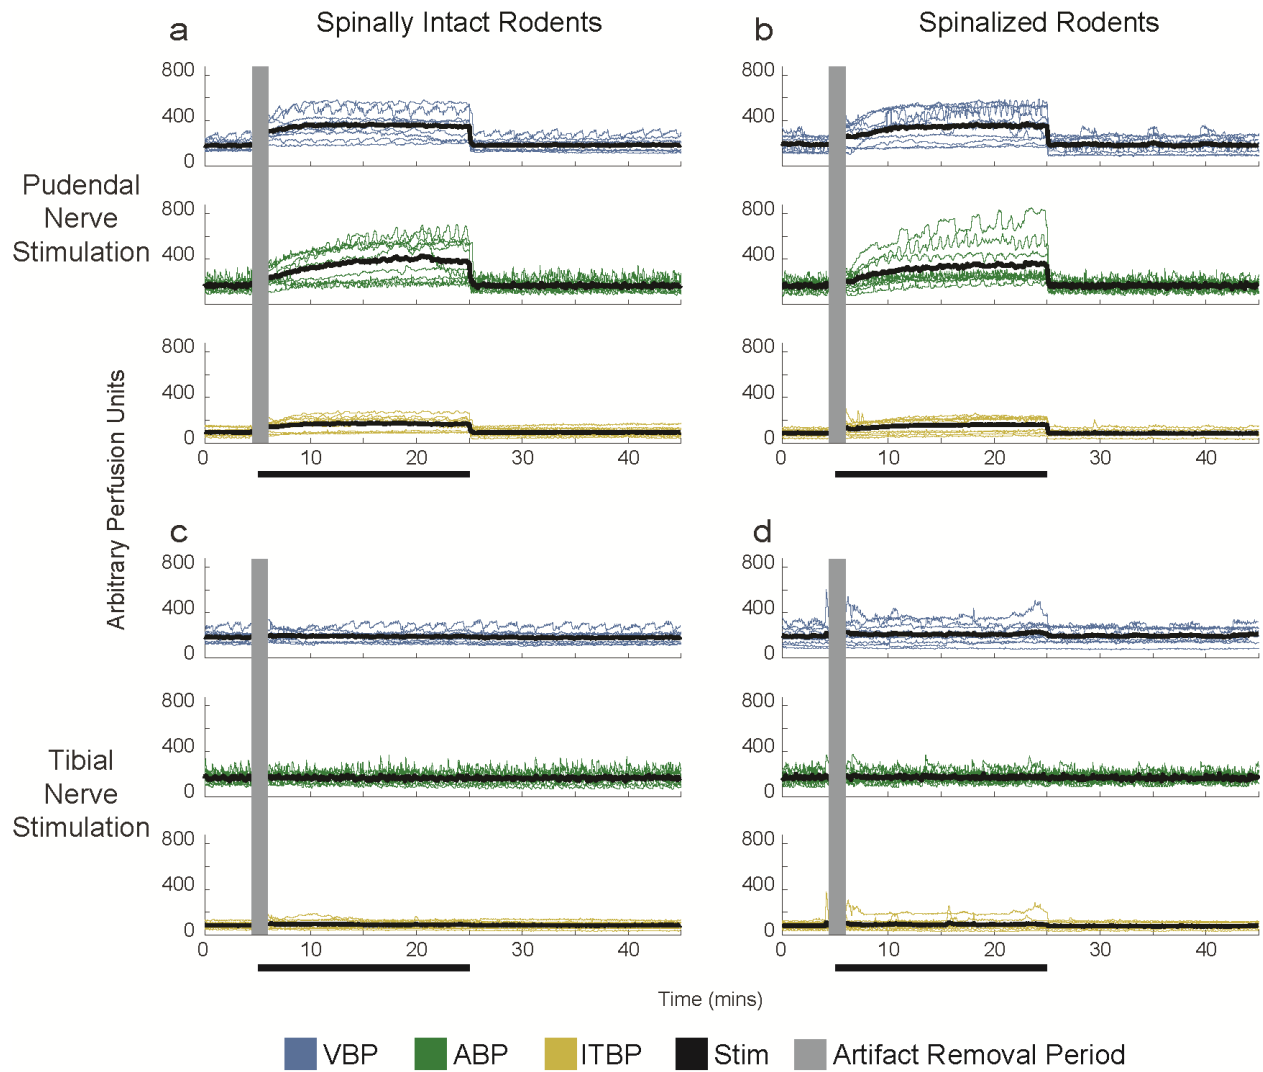 a
Spinally Intact Rodents
b
Spinalized Rodents
800
400
0
800
400
0
Pudendal
Nerve
Stimulation
800
400
0
800
400
0
800
400
0
800
400
0
0 10 20 30 40
0 10 20 30 40
Arbitrary Perfusion Units
c
d
800
400
0
800
400
0
Tibial
Nerve
Stimulation
800
400
0
800
400
0
800
400
0
800
400
0
0 10 20 30 40
0 10 20 30 40
Time (mins)
VBP ABP ITBP Stim Artifact Removal Period